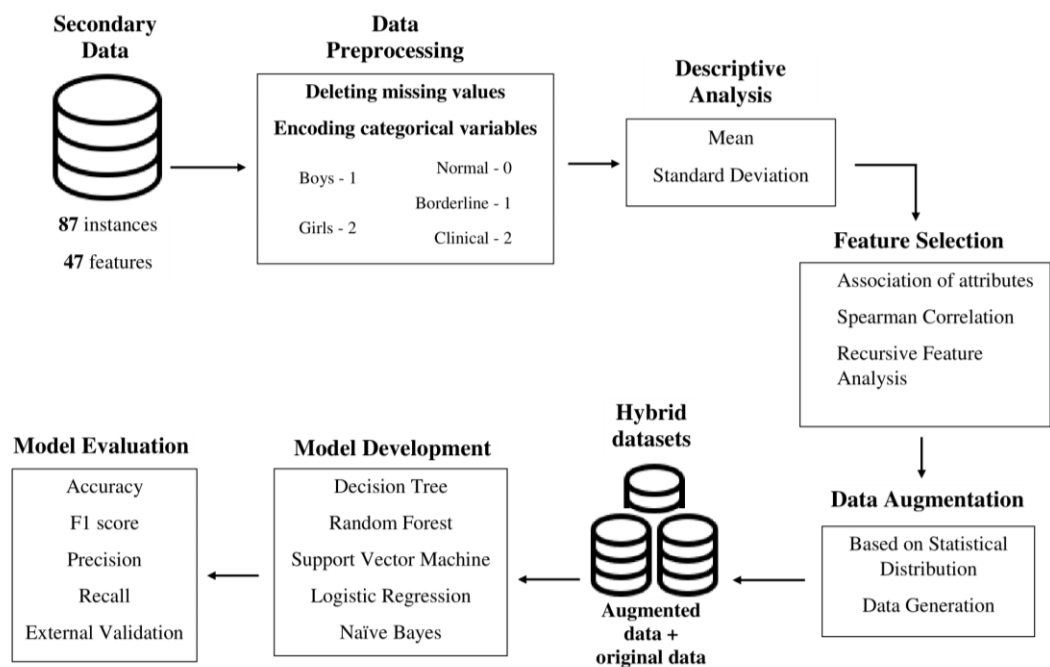 Secondary
Data
87 instances
47 features
Data
Preprocessing
Deleting missing values
Encoding categorical variables
Boys - 1
Girls - 2
Normal - 0
Borderline - 1
Clinical - 2
Descriptive
Analysis
Mean
Standard Deviation
Feature Selection
Association of attributes
Spearman Correlation
Recursive Feature
Analysis
Data Augmentation
Based on Statistical
Distribution
Data Generation
Hybrid
datasets
Augmented
data +
original data
Model Development
Decision Tree
Random Forest
Support Vector Machine
Logistic Regression
Naïve Bayes
Model Evaluation
Accuracy
F1 score
Precision
Recall
External Validation